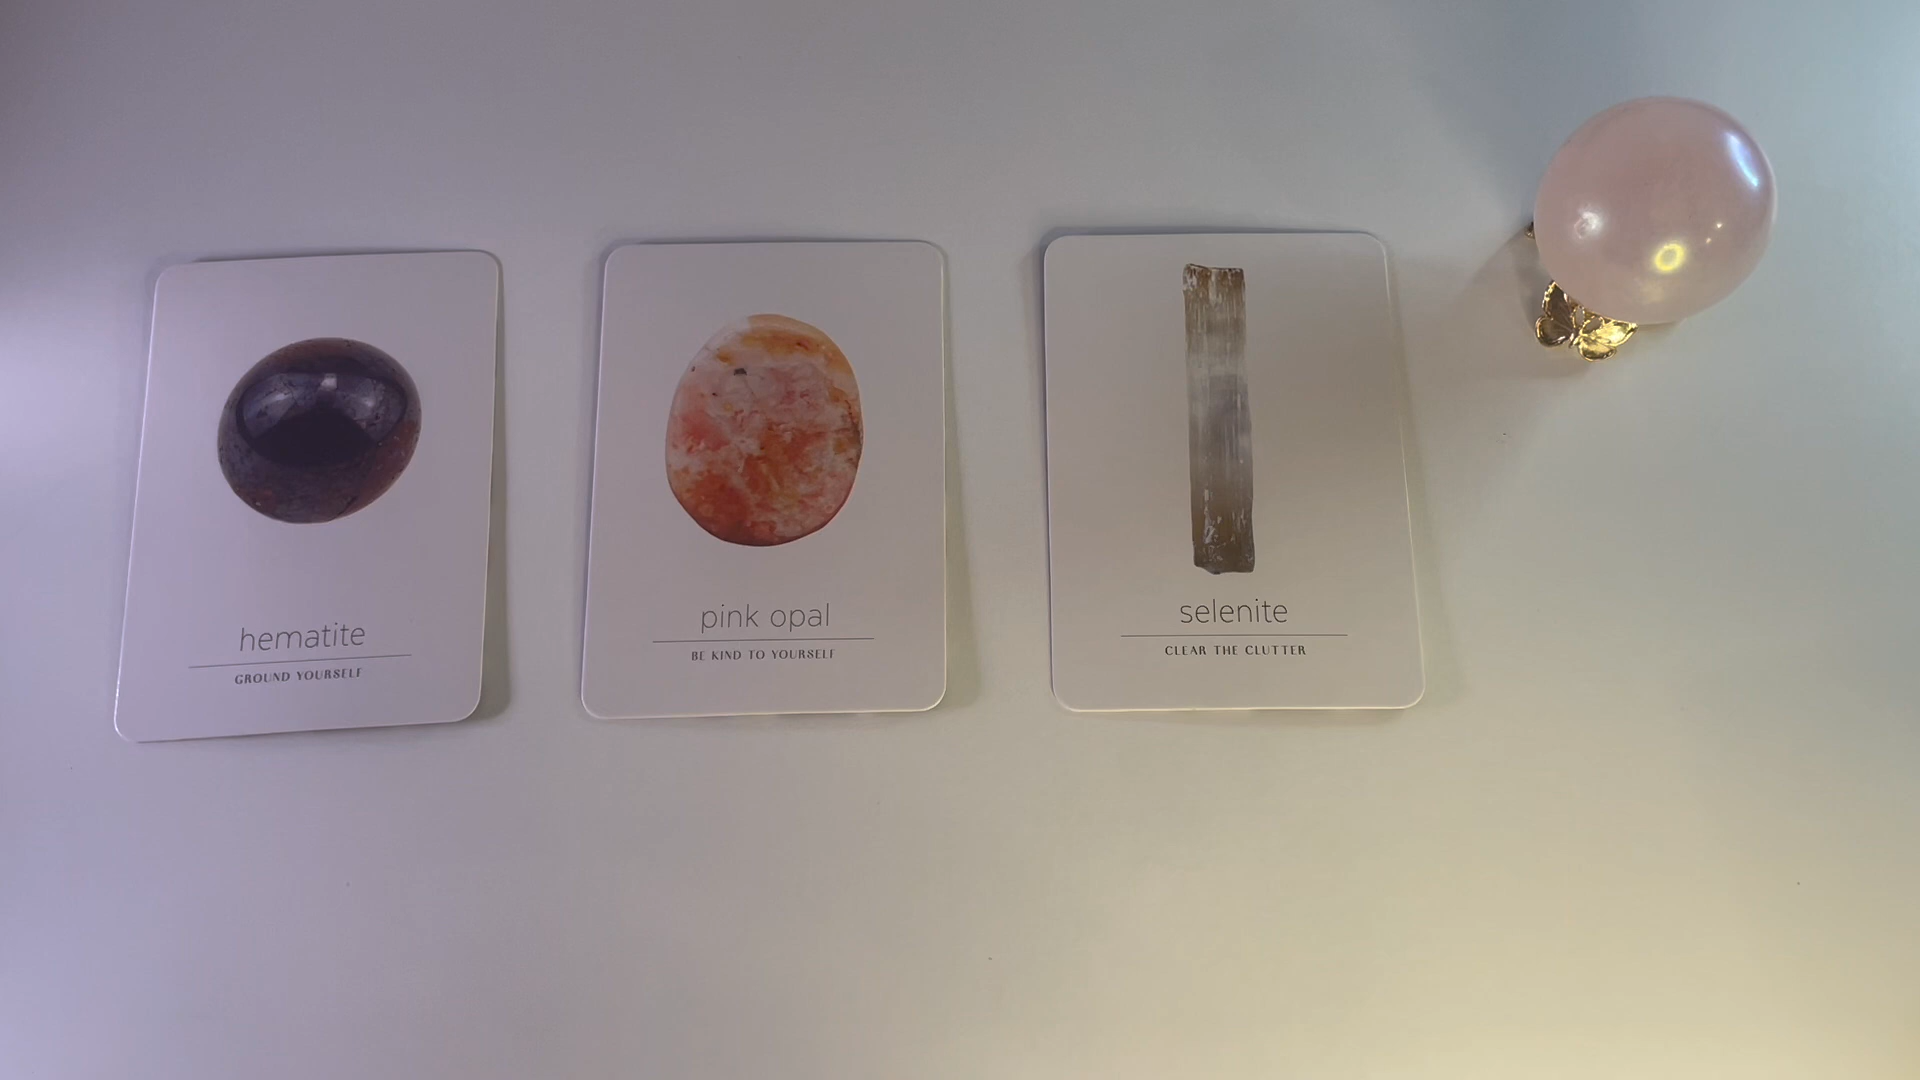 hematite
GROUND YOURSELF
pink opal
BE KIND TO YOURSELF
selenite
CLEAR THE CLUTTER